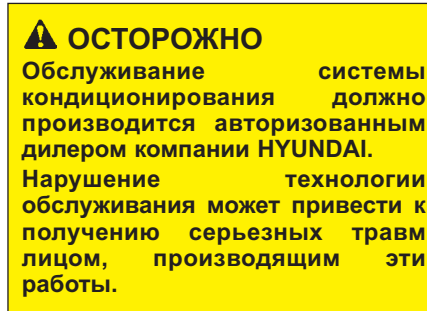 ОСТОРОЖНО
Обслуживание системы
кондиционирования должно
производится авторизованным
дилером компании HYUNDAI.
Нарушение технологии
обслуживания может привести к
получению серьезных травм
лицом, производящим эти
работы.